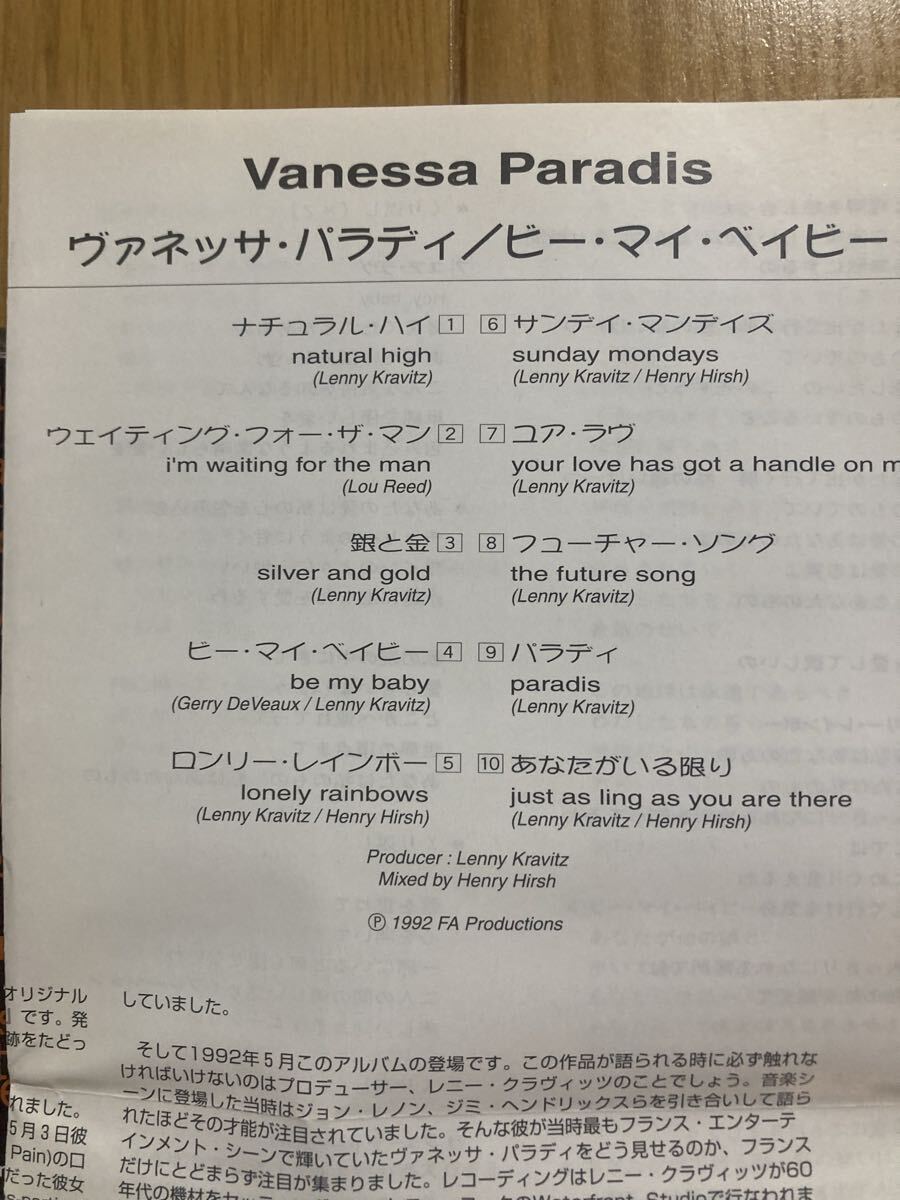 Vanessa Paradis
ヴァネッサ・パラディ／ビー・マイ・ベイビー
ナチュラル・ハイ 1
natural high
(Lenny Kravitz)
ウェイティング・フォー・ザ・マン 2
i'm waiting for the man
(Lou Reed)
銀と金 3
silver and gold
(Lenny Kravitz)
ビー・マイ・ベイビー 4
be my baby
(Gerry DeVeaux / Lenny Kravitz)
ロンリー・レインボー 5
lonely rainbows
(Lenny Kravitz / Henry Hirsh)
6 サンデイ・マンデイズ
sunday mondays
(Lenny Kravitz / Henry Hirsh)
7 ユア・ラヴ
your love has got a handle on m
(Lenny Kravitz)
8 フューチャー・ソング
the future song
(Lenny Kravitz)
9 パラディ
paradis
(Lenny Kravitz)
10 あなたがいる限り
just as ling as you are there
(Lenny Kravitz / Henry Hirsh)
Producer : Lenny Kravitz
Mixed by Henry Hirsh
Ⓟ 1992 FA Productions
オリジナル
』です。発
跡をたどっ
れました。
5月3日彼
Pain)の口
だった彼女
していました。
そして1992年5月このアルバムの登場です。この作品が語られる時に必ず触れな
ければいけないのはプロデューサー、レニー・クラヴィッツのことでしょう。音楽シ
ーンに登場した当時はジョン・レノン、ジミ・ヘンドリックスらを引き合いして語ら
れたほどその才能が注目されていました。そんな彼が当時最もフランス・エンターテ
インメント・シーンで輝いていたヴァネッサ・パラディをどう見せるのか、フランス
だけにとどまらず注目が集まりました。レコーディングはレニー・クラヴィッツが60